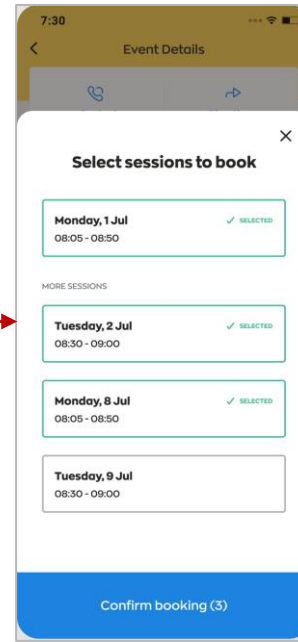 7:30
Event Details
Select sessions to book
Monday, 1 Jul
SELECTED
08:05 - 08:50
MORE SESSIONS
Tuesday, 2 Jul
SELECTED
08:30 - 09:00
Monday, 8 Jul
SELECTED
08:05 - 08:50
Tuesday, 9 Jul
08:30 - 09:00
Confirm booking (3)